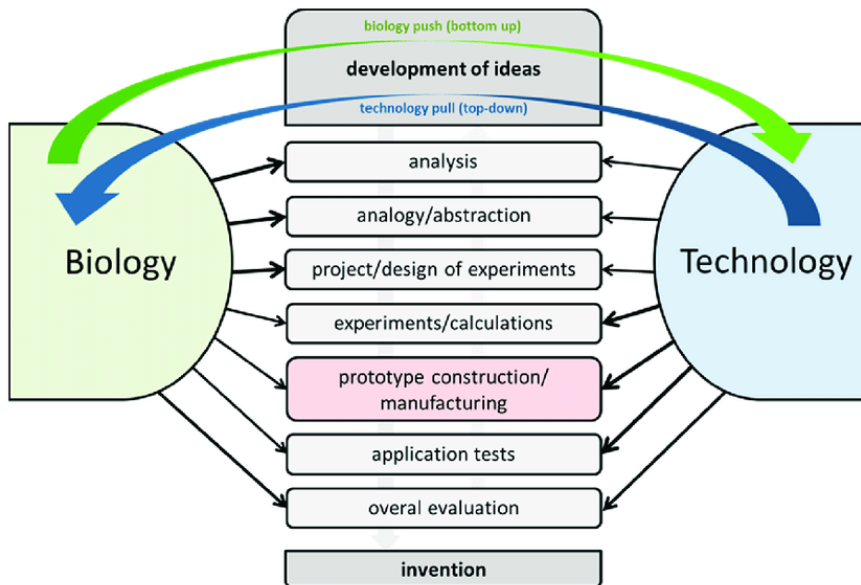 biology push (bottom up)
development of ideas
technology pull (top-down)
analysis
analogy/abstraction
Biology
Technology
project/design of experiments
experiments/calculations
prototype construction/
manufacturing
application tests
overal evaluation
invention